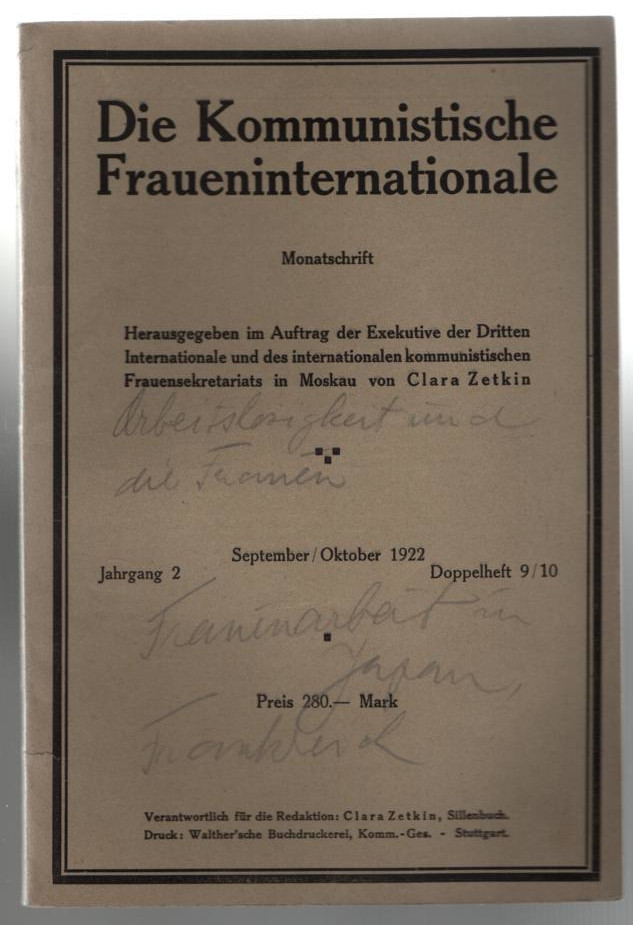 Die Kommunistische
Fraueninternationale
Monatschrift
Herausgegeben im Auftrag der Exekutive der Dritten
Internationale und des internationalen kommunistischen
Frauensekretariats in Moskau von Clara Zetkin
Arbeitslosigkeit und
die Frauen
September/Oktober 1922
Jahrgang 2 Doppelheft 9/10
Frauenarbeit in
Japan,
Preis 280.— Mark
Frankreich
Verantwortlich für die Redaktion: Clara Zetkin, Sillenbuch.
Druck: Walther'sche Buchdruckerei, Komm.-Ges. - Stuttgart.